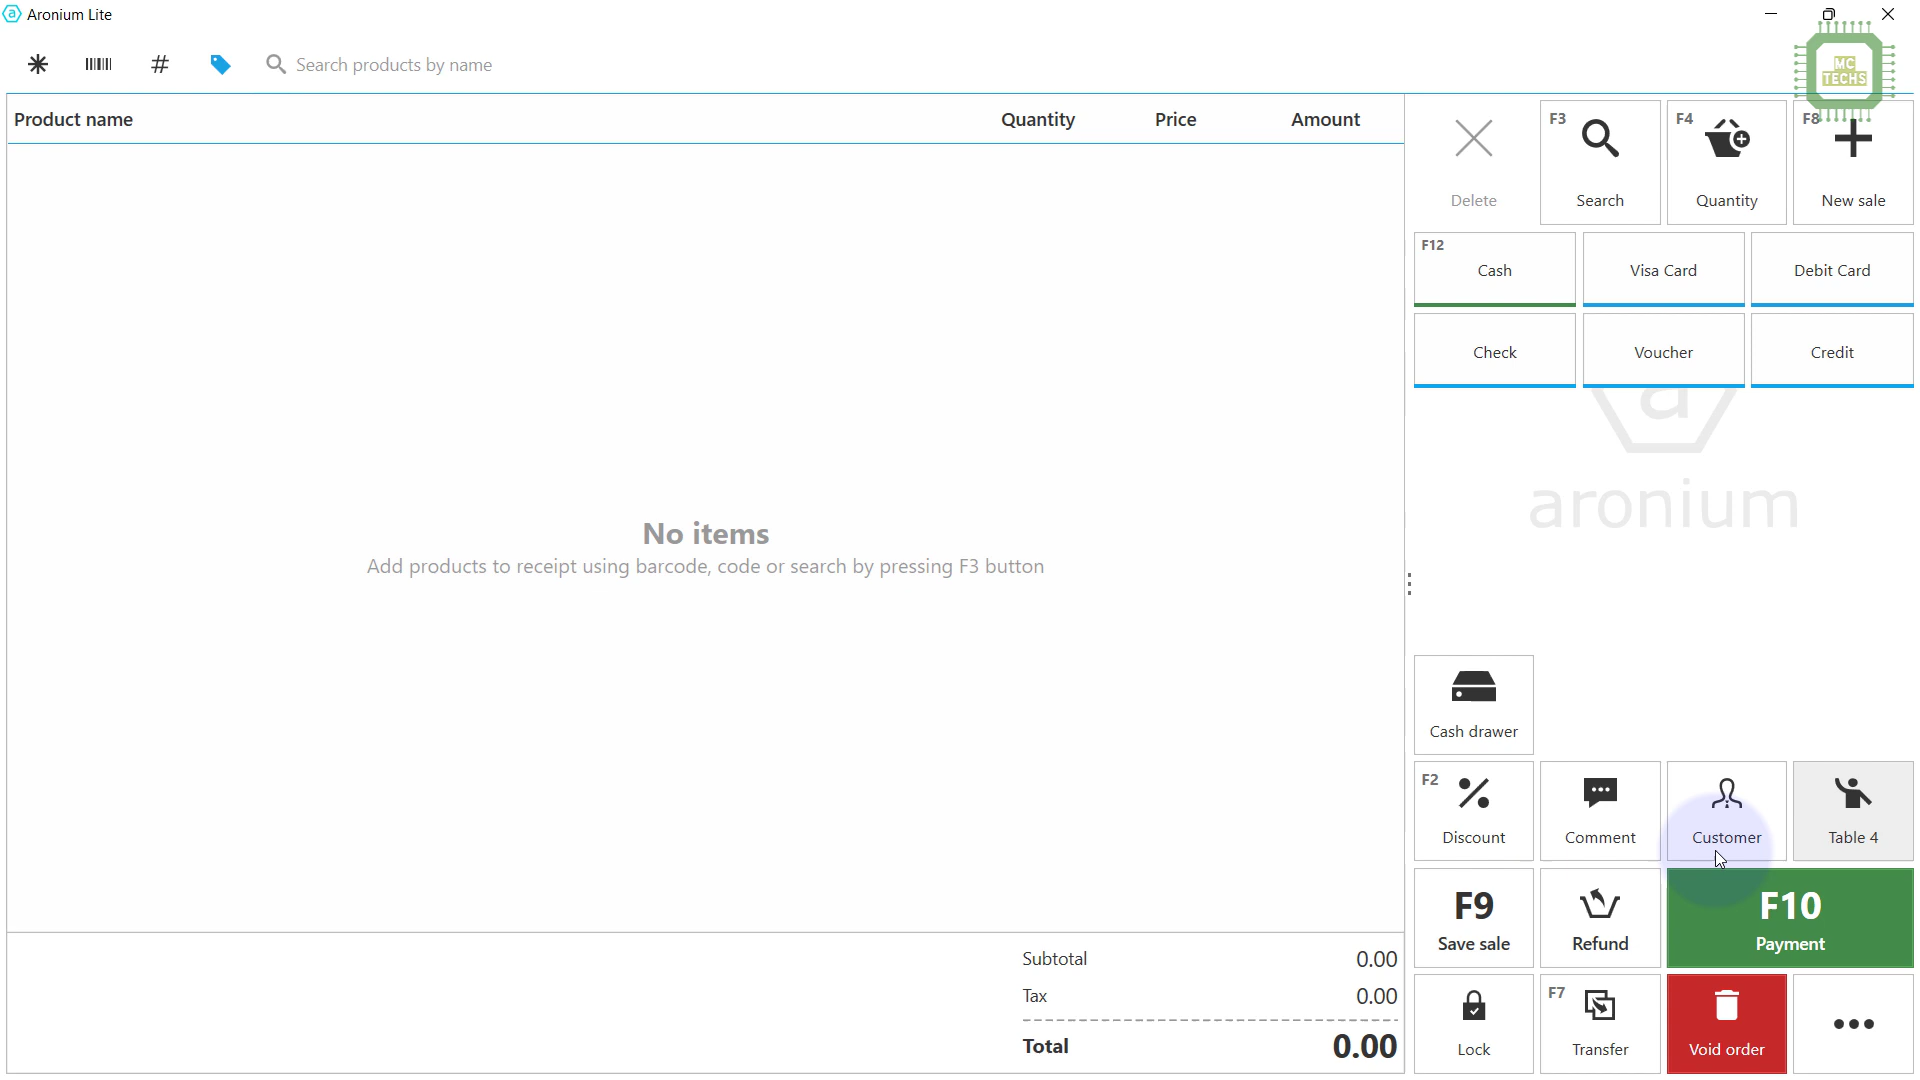 Aronium Lite
# Search products by name
MC
TECHS
Product name Quantity Price Amount
Delete
F3
Search
F4
Quantity
F8
New sale
F12
Cash
Visa Card
Debit Card
Check
Voucher
Credit
a
aronium
No items
Add products to receipt using barcode, code or search by pressing F3 button
Cash drawer
F2
Discount
Comment
Customer
Table 4
F9
Save sale
Refund
F10
Payment
Subtotal 0.00
Tax 0.00
Total 0.00
Lock
F7
Transfer
Void order